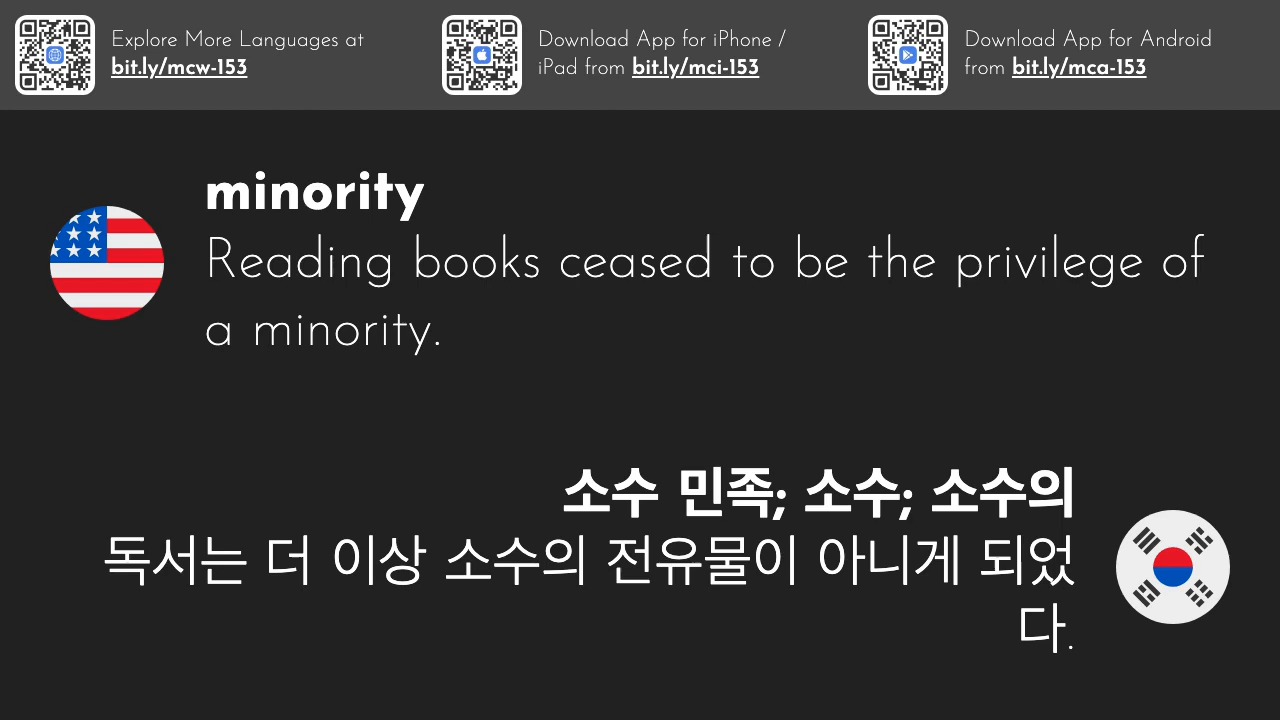 Explore More Languages at
bit.ly/mcw-153
Download App for iPhone /
iPad from bit.ly/mci-153
Download App for Android
from bit.ly/mca-153
minority
Reading books ceased to be the privilege of
a minority.
소수 민족; 소수; 소수의
독서는 더 이상 소수의 전유물이 아니게 되었
다.